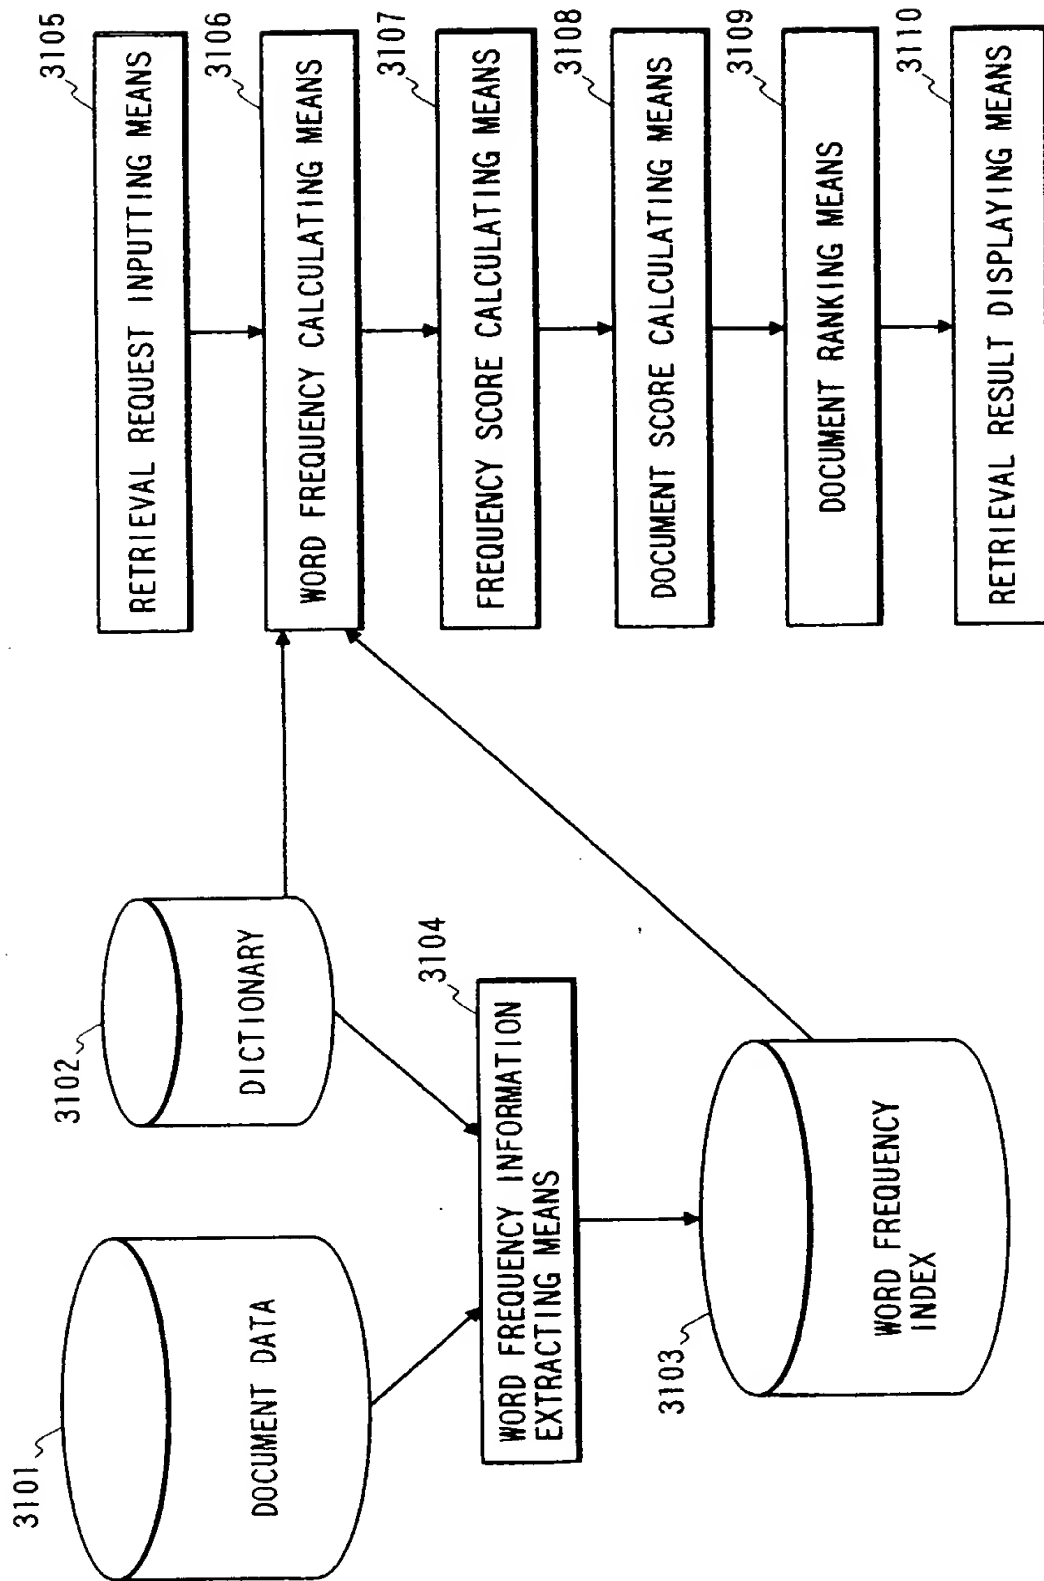 3101
DOCUMENT DATA
3102
DICTIONARY
3104
WORD FREQUENCY INFORMATION
EXTRACTING MEANS
3103
WORD FREQUENCY
INDEX
3105
RETRIEVAL REQUEST INPUTTING MEANS
3106
WORD FREQUENCY CALCULATING MEANS
3107
FREQUENCY SCORE CALCULATING MEANS
3108
DOCUMENT SCORE CALCULATING MEANS
3109
DOCUMENT RANKING MEANS
3110
RETRIEVAL RESULT DISPLAYING MEANS